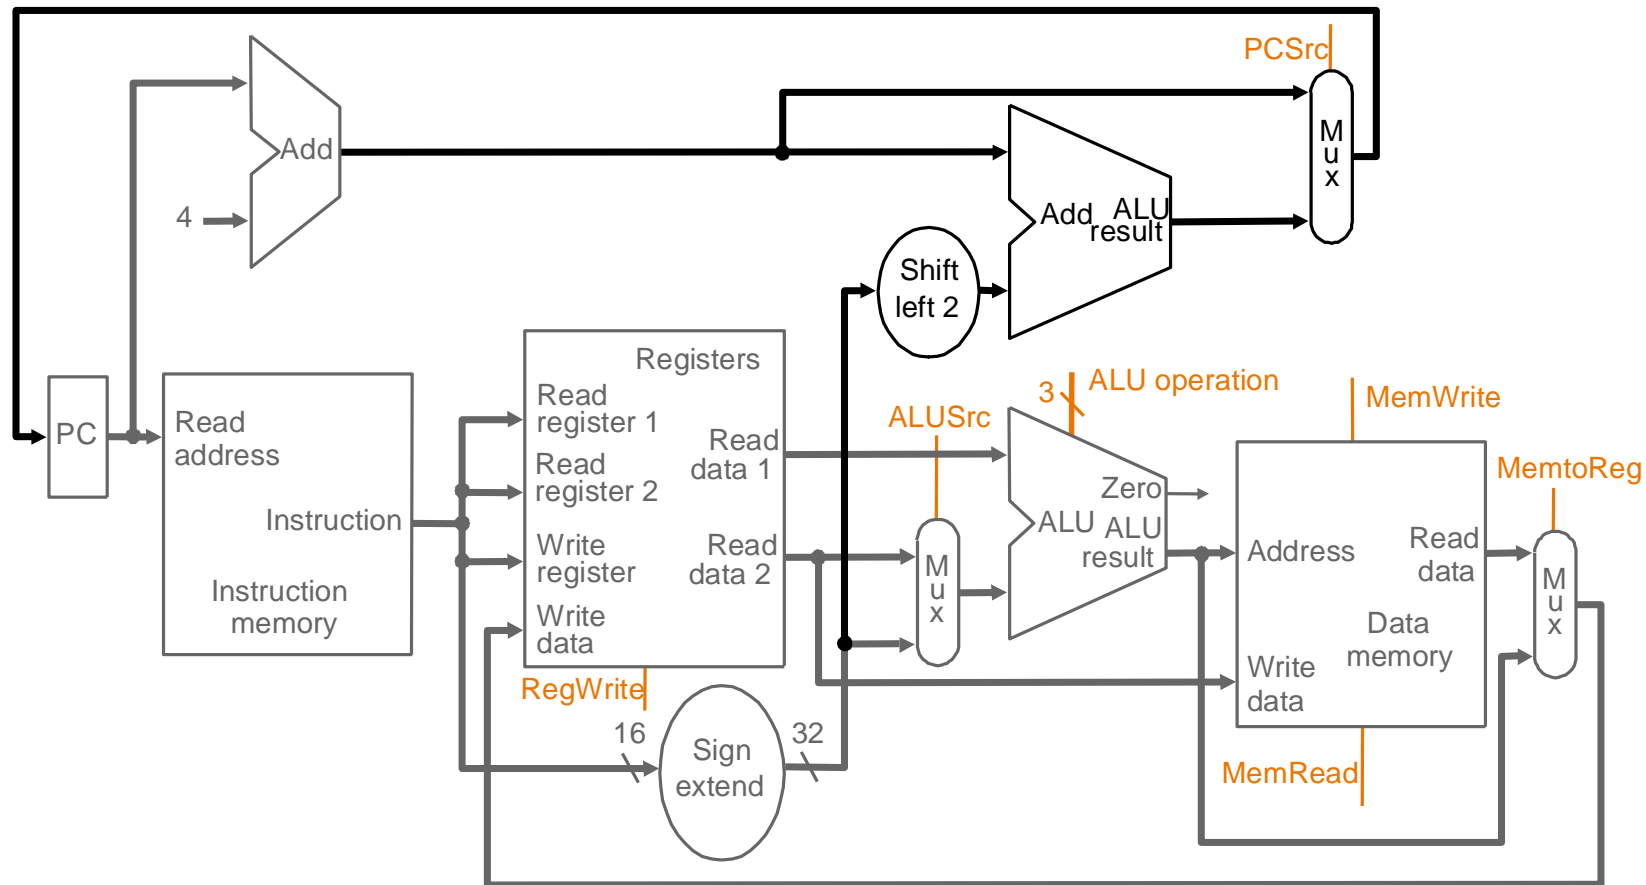 PCSrc
M
u
x
Add
4
Add
ALU
result
Shift
left 2
Registers
Read
register 1
Read
register 2
Write
register
Write
data
Read
data 1
Read
data 2
RegWrite
PC
Read
address
Instruction
Instruction
memory
16
Sign
extend
32
ALUSrc
M
u
x
3
ALU operation
Zero
ALU
ALU
result
MemWrite
Address
Read
data
Data
memory
Write
data
MemRead
MemtoReg
M
u
x